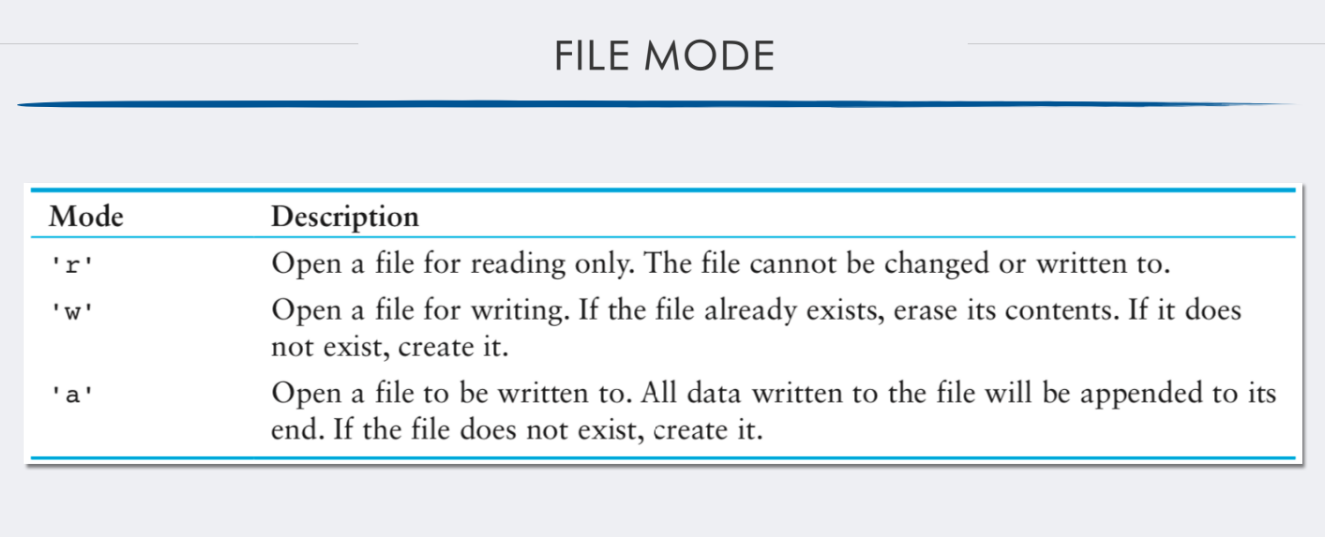 FILE MODE
Mode Description
'r' Open a file for reading only. The file cannot be changed or written to.
'w' Open a file for writing. If the file already exists, erase its contents. If it does
not exist, create it.
'a' Open a file to be written to. All data written to the file will be appended to its
end. If the file does not exist, create it.